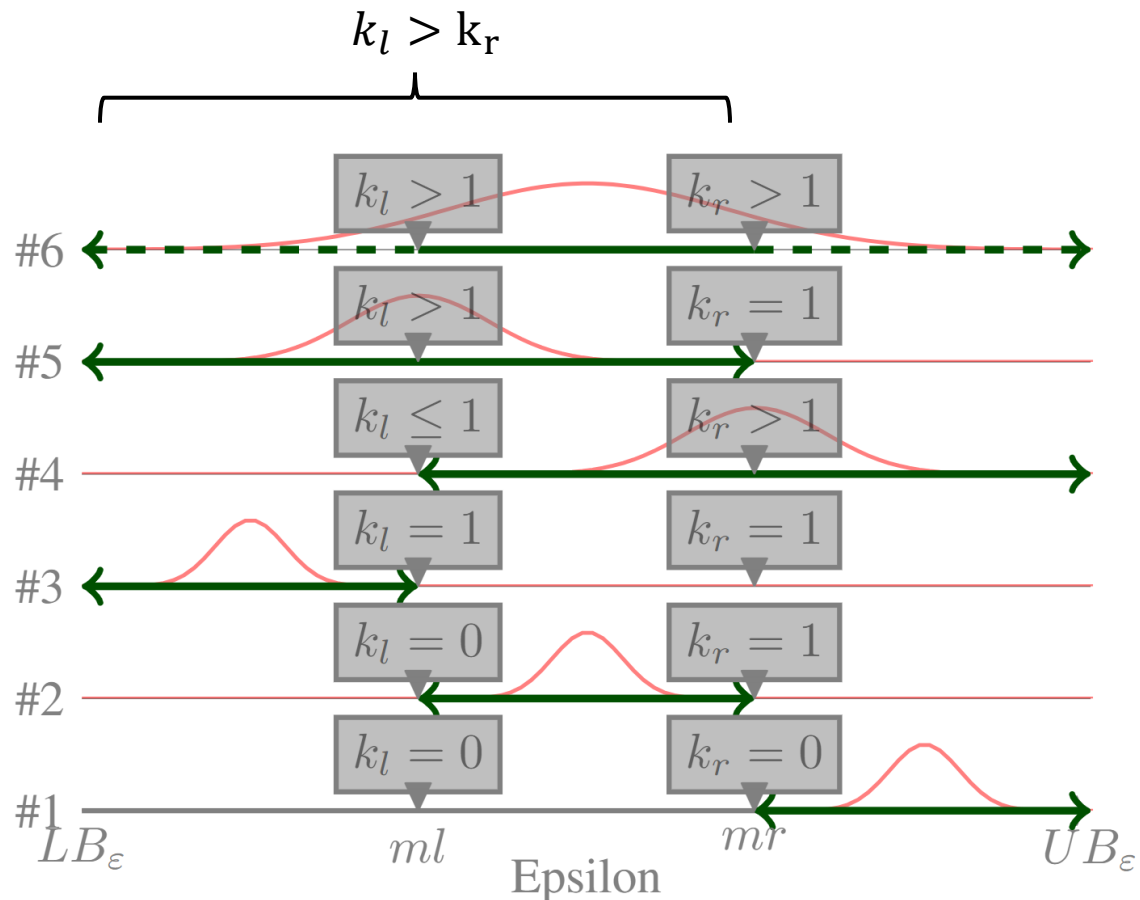 k_l > k_r
k_l > 1 k_r > 1
#6
k_l > 1 k_r = 1
#5
k_l ≤ 1 k_r > 1
#4
k_l = 1 k_r = 1
#3
k_l = 0 k_r = 1
#2
k_l = 0 k_r = 0
#1
LB_ε ml mr UB_ε
Epsilon